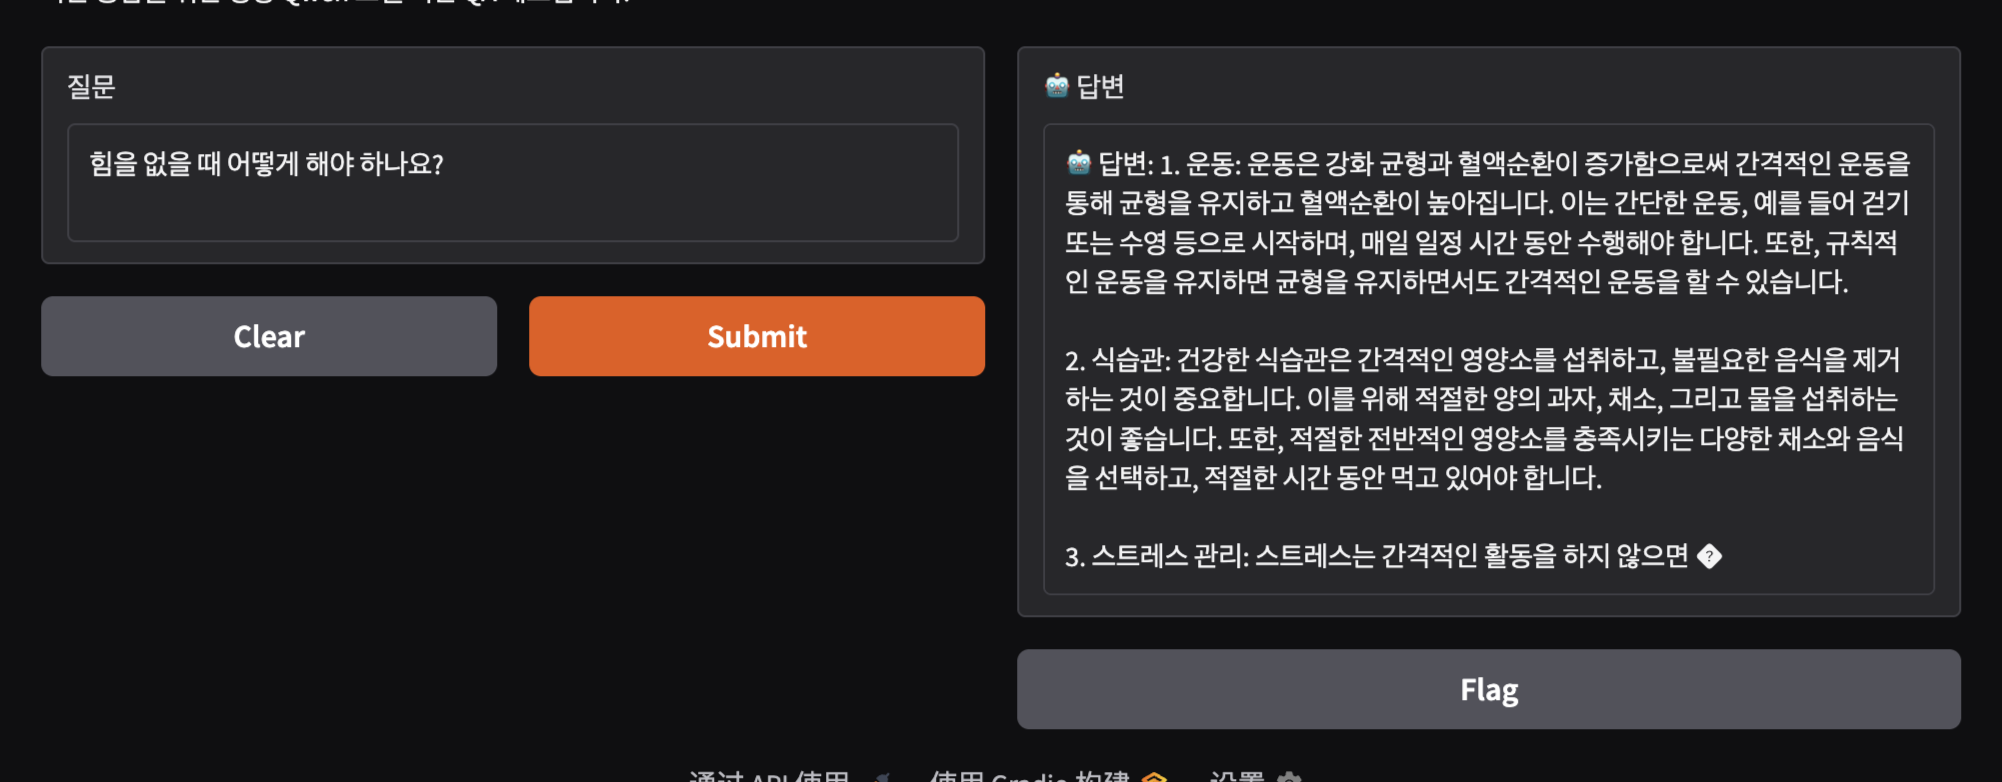 질문
힘을 없을 때 어떻게 해야 하나요?
Clear
Submit
🤖 답변
🤖 답변: 1. 운동: 운동은 강화 균형과 혈액순환이 증가함으로써 간격적인 운동을
통해 균형을 유지하고 혈액순환이 높아집니다. 이는 간단한 운동, 예를 들어 걷기
또는 수영 등으로 시작하며, 매일 일정 시간 동안 수행해야 합니다. 또한, 규칙적
인 운동을 유지하면 균형을 유지하면서도 간격적인 운동을 할 수 있습니다.
2. 식습관: 건강한 식습관은 간격적인 영양소를 섭취하고, 불필요한 음식을 제거
하는 것이 중요합니다. 이를 위해 적절한 양의 과자, 채소, 그리고 물을 섭취하는
것이 좋습니다. 또한, 적절한 전반적인 영양소를 충족시키는 다양한 채소와 음식
을 선택하고, 적절한 시간 동안 먹고 있어야 합니다.
3. 스트레스 관리: 스트레스는 간격적인 활동을 하지 않으면 �
Flag
通过 API 使用
使用 Gradio 构建
设置